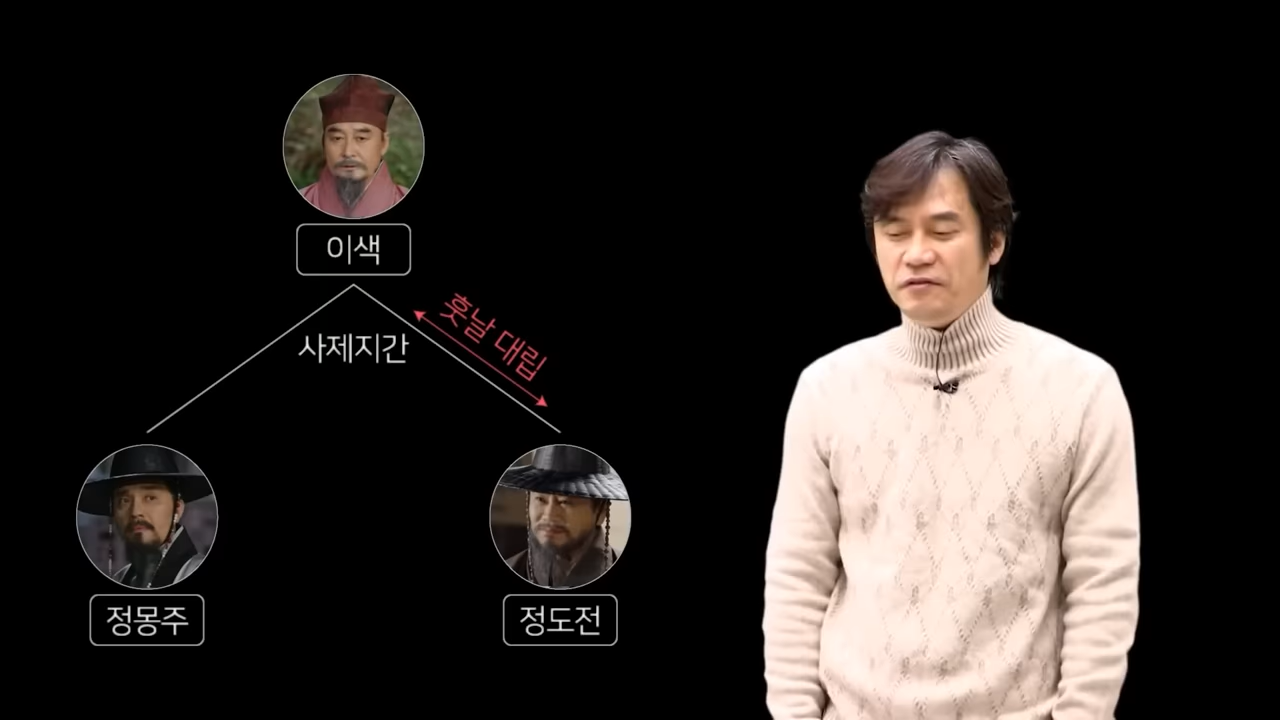 이색
훗날 대립
사제지간
정몽주
정도전